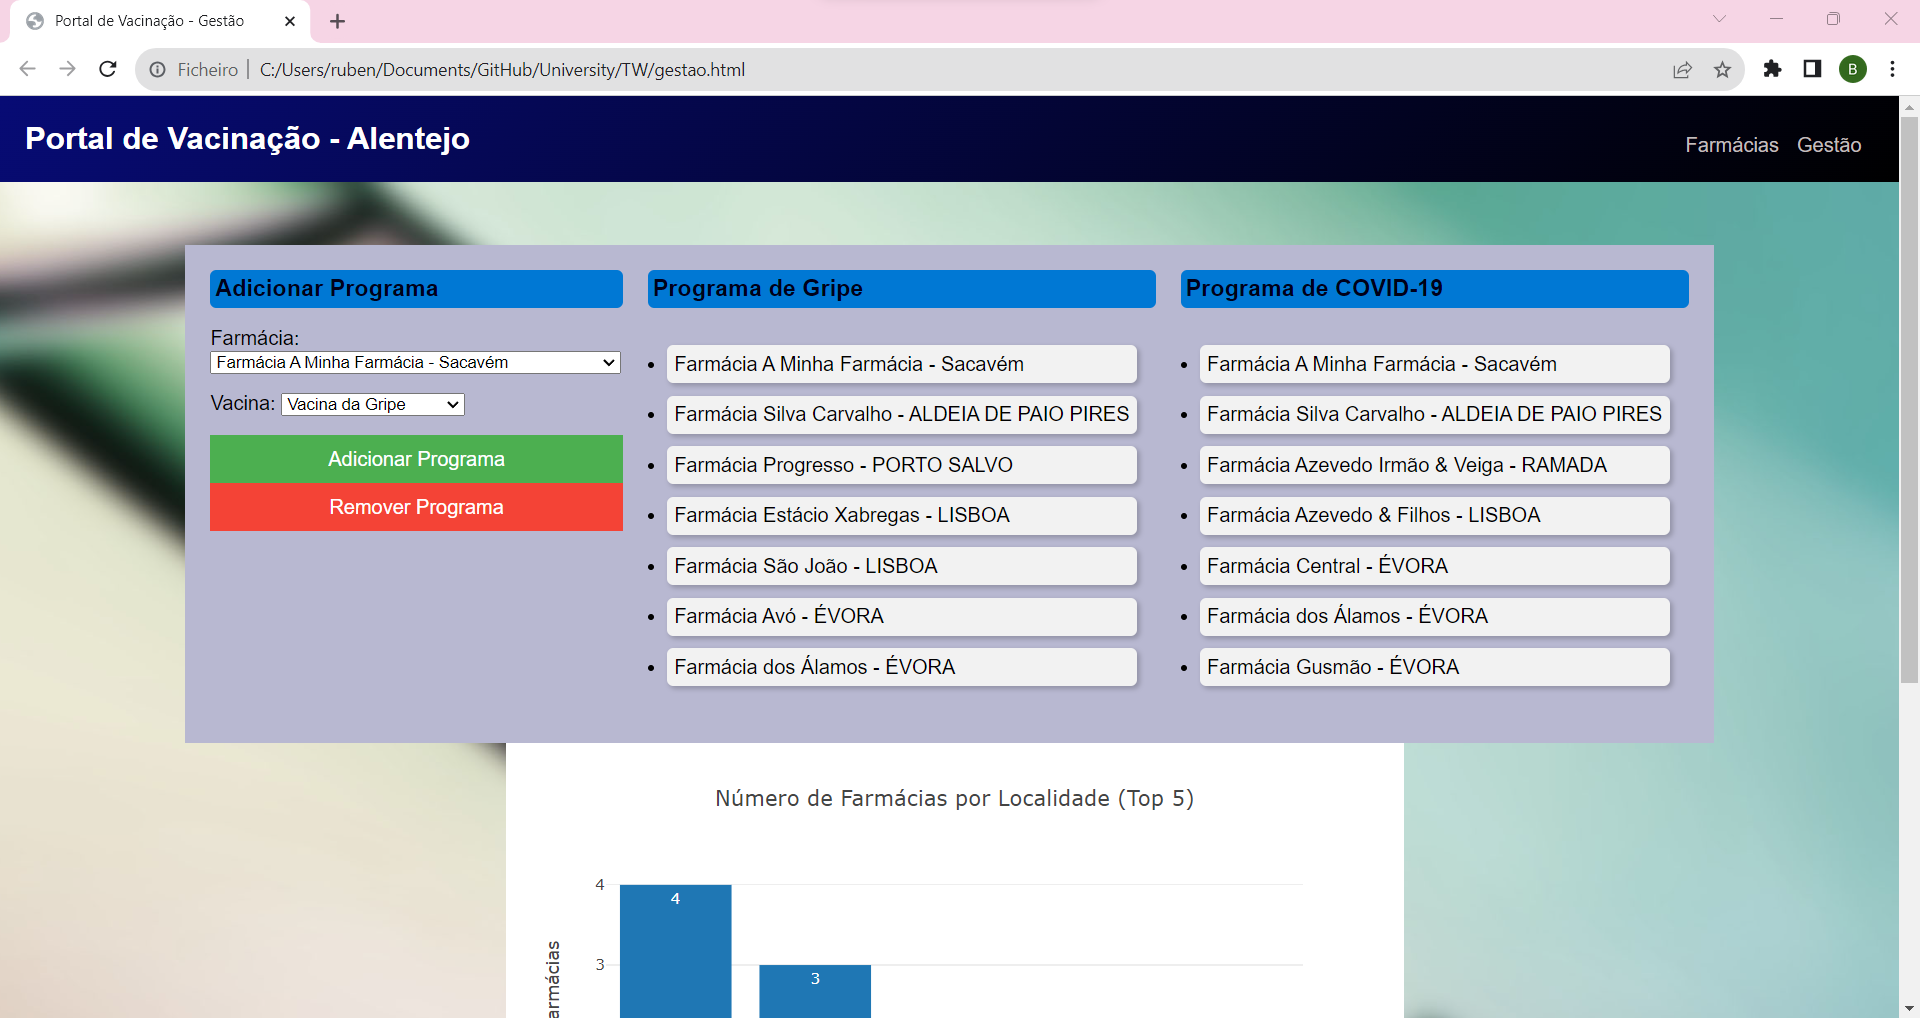 Portal de Vacinação - Gestão
Ficheiro | C:/Users/ruben/Documents/GitHub/University/TW/gestao.html
B
Portal de Vacinação - Alentejo
Farmácias Gestão
Adicionar Programa
Farmácia:
Farmácia A Minha Farmácia - Sacavém
Vacina: Vacina da Gripe
Adicionar Programa
Remover Programa
Programa de Gripe
Farmácia A Minha Farmácia - Sacavém
Farmácia Silva Carvalho - ALDEIA DE PAIO PIRES
Farmácia Progresso - PORTO SALVO
Farmácia Estácio Xabregas - LISBOA
Farmácia São João - LISBOA
Farmácia Avó - ÉVORA
Farmácia dos Álamos - ÉVORA
Programa de COVID-19
Farmácia A Minha Farmácia - Sacavém
Farmácia Silva Carvalho - ALDEIA DE PAIO PIRES
Farmácia Azevedo Irmão & Veiga - RAMADA
Farmácia Azevedo & Filhos - LISBOA
Farmácia Central - ÉVORA
Farmácia dos Álamos - ÉVORA
Farmácia Gusmão - ÉVORA
Número de Farmácias por Localidade (Top 5)
4
4
3
3
armácias